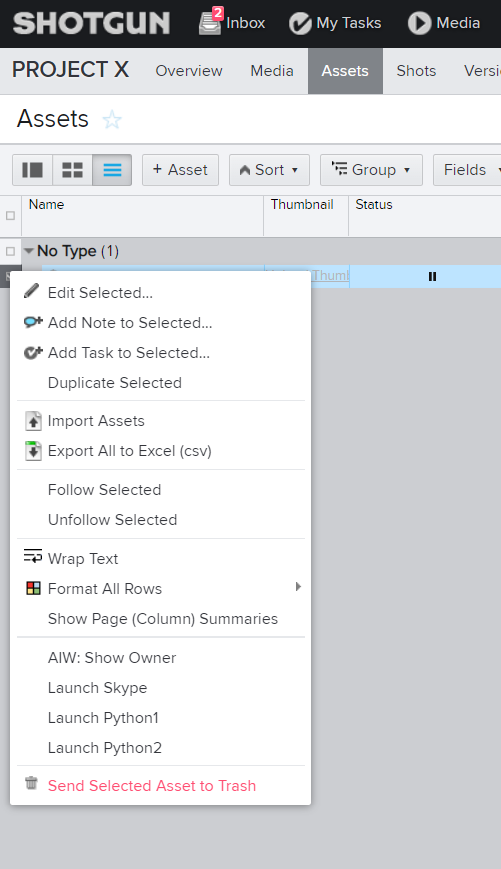 SHOTGUN 2 Inbox My Tasks Media
PROJECT X Overview Media Assets Shots Versi
Assets
+ Asset Sort Group Fields
Name Thumbnail Status
No Type (1)
Thumb
Edit Selected...
Add Note to Selected...
Add Task to Selected...
Duplicate Selected
Import Assets
Export All to Excel (csv)
Follow Selected
Unfollow Selected
Wrap Text
Format All Rows
Show Page (Column) Summaries
AIW: Show Owner
Launch Skype
Launch Python1
Launch Python2
Send Selected Asset to Trash